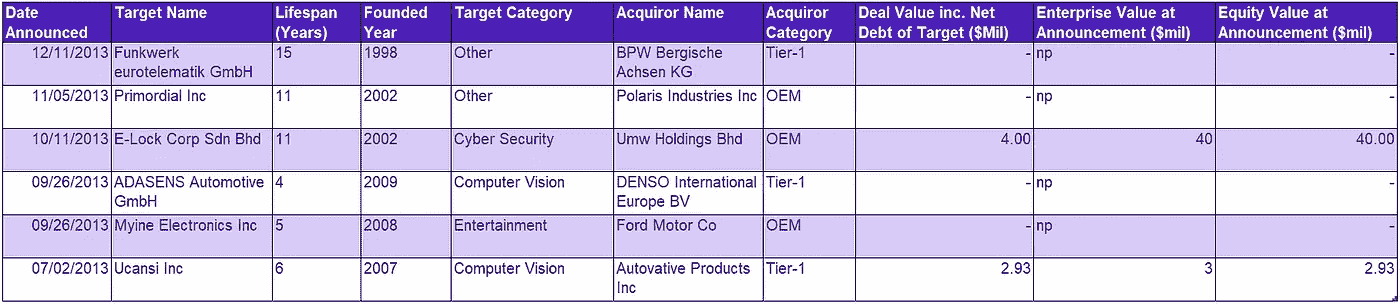 Date Announced Target Name Lifespan (Years) Founded Year Target Category Acquiror Name Acquiror Category Deal Value inc. Net Debt of Target ($Mil) Enterprise Value at Announcement ($mil) Equity Value at Announcement ($mil)
12/11/2013 Funkwerk eurotelematik GmbH 15 1998 Other BPW Bergische Achsen KG Tier-1 - np -
11/05/2013 Primordial Inc 11 2002 Other Polaris Industries Inc OEM - np -
10/11/2013 E-Lock Corp Sdn Bhd 11 2002 Cyber Security Umw Holdings Bhd OEM 4.00 40 40.00
09/26/2013 ADASENS Automotive GmbH 4 2009 Computer Vision DENSO International Europe BV Tier-1 - np -
09/26/2013 Myine Electronics Inc 5 2008 Entertainment Ford Motor Co OEM - np -
07/02/2013 Ucansi Inc 6 2007 Computer Vision Autovative Products Inc Tier-1 2.93 3 2.93